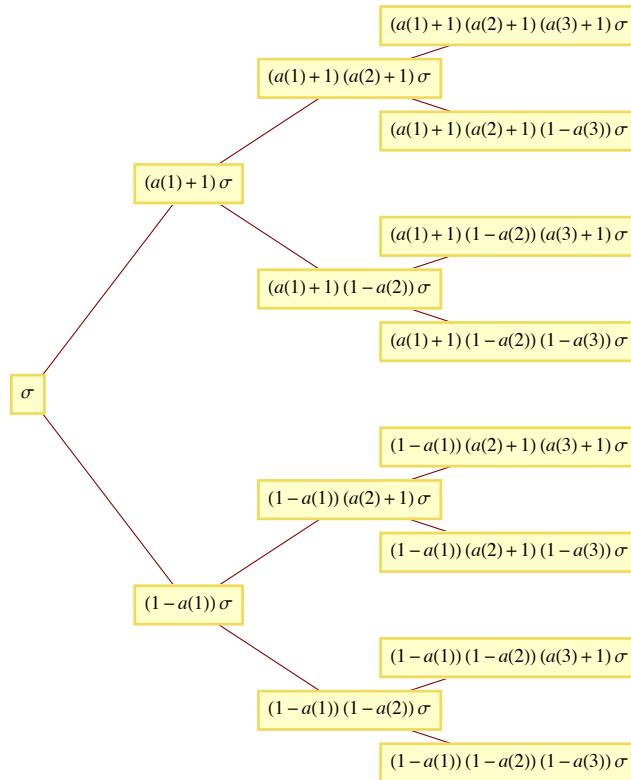 (a(1)+1) (a(2)+1) (a(3)+1) σ
(a(1)+1) (a(2)+1) σ
(a(1)+1) (a(2)+1) (1−a(3)) σ
(a(1)+1) σ
(a(1)+1) (1−a(2)) (a(3)+1) σ
(a(1)+1) (1−a(2)) σ
(a(1)+1) (1−a(2)) (1−a(3)) σ
σ
(1−a(1)) (a(2)+1) (a(3)+1) σ
(1−a(1)) (a(2)+1) σ
(1−a(1)) (a(2)+1) (1−a(3)) σ
(1−a(1)) σ
(1−a(1)) (1−a(2)) (a(3)+1) σ
(1−a(1)) (1−a(2)) σ
(1−a(1)) (1−a(2)) (1−a(3)) σ